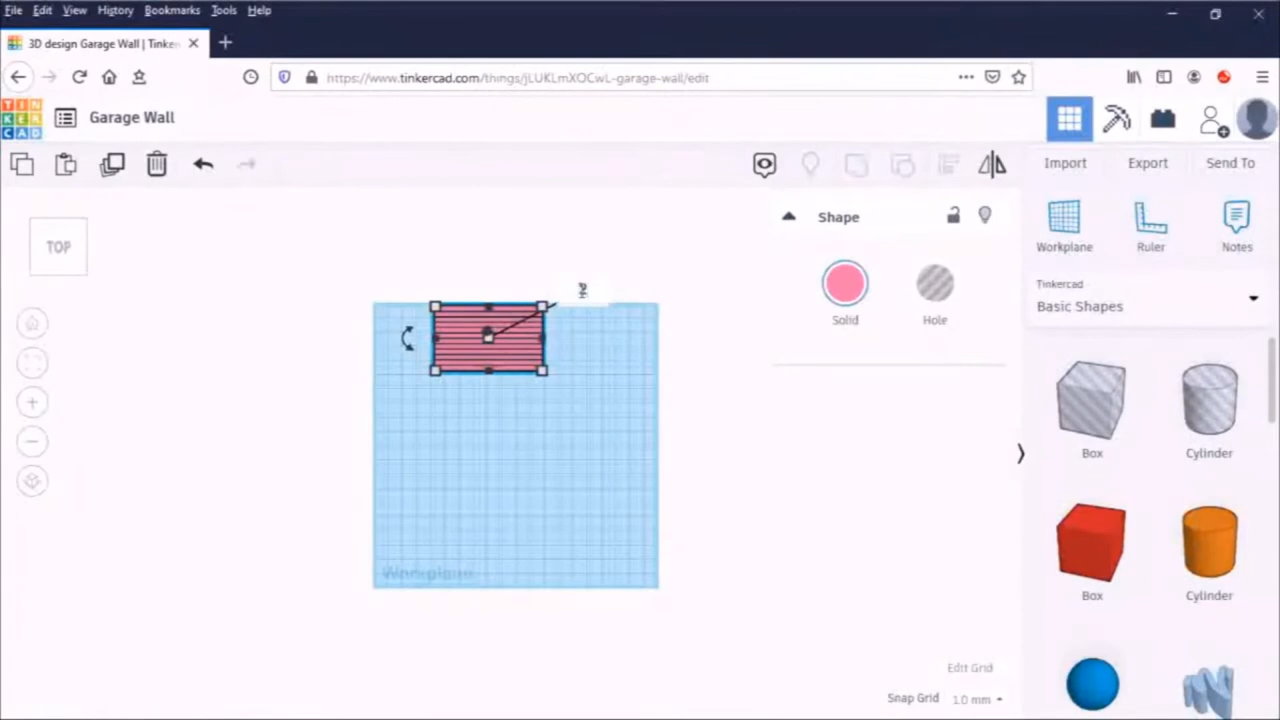 File Edit View History Bookmarks Tools Help
3D design Garage Wall | Tinke
https://www.tinkercad.com/things/jLUKLmXOCwL-garage-wall/edit
TIN
KER
CAD
Garage Wall
Import Export Send To
TOP
Shape
Solid Hole
Workplane Ruler Notes
Tinkercad
Basic Shapes
Box Cylinder
Box Cylinder
Workplane
Edit Grid
Snap Grid 1.0 mm